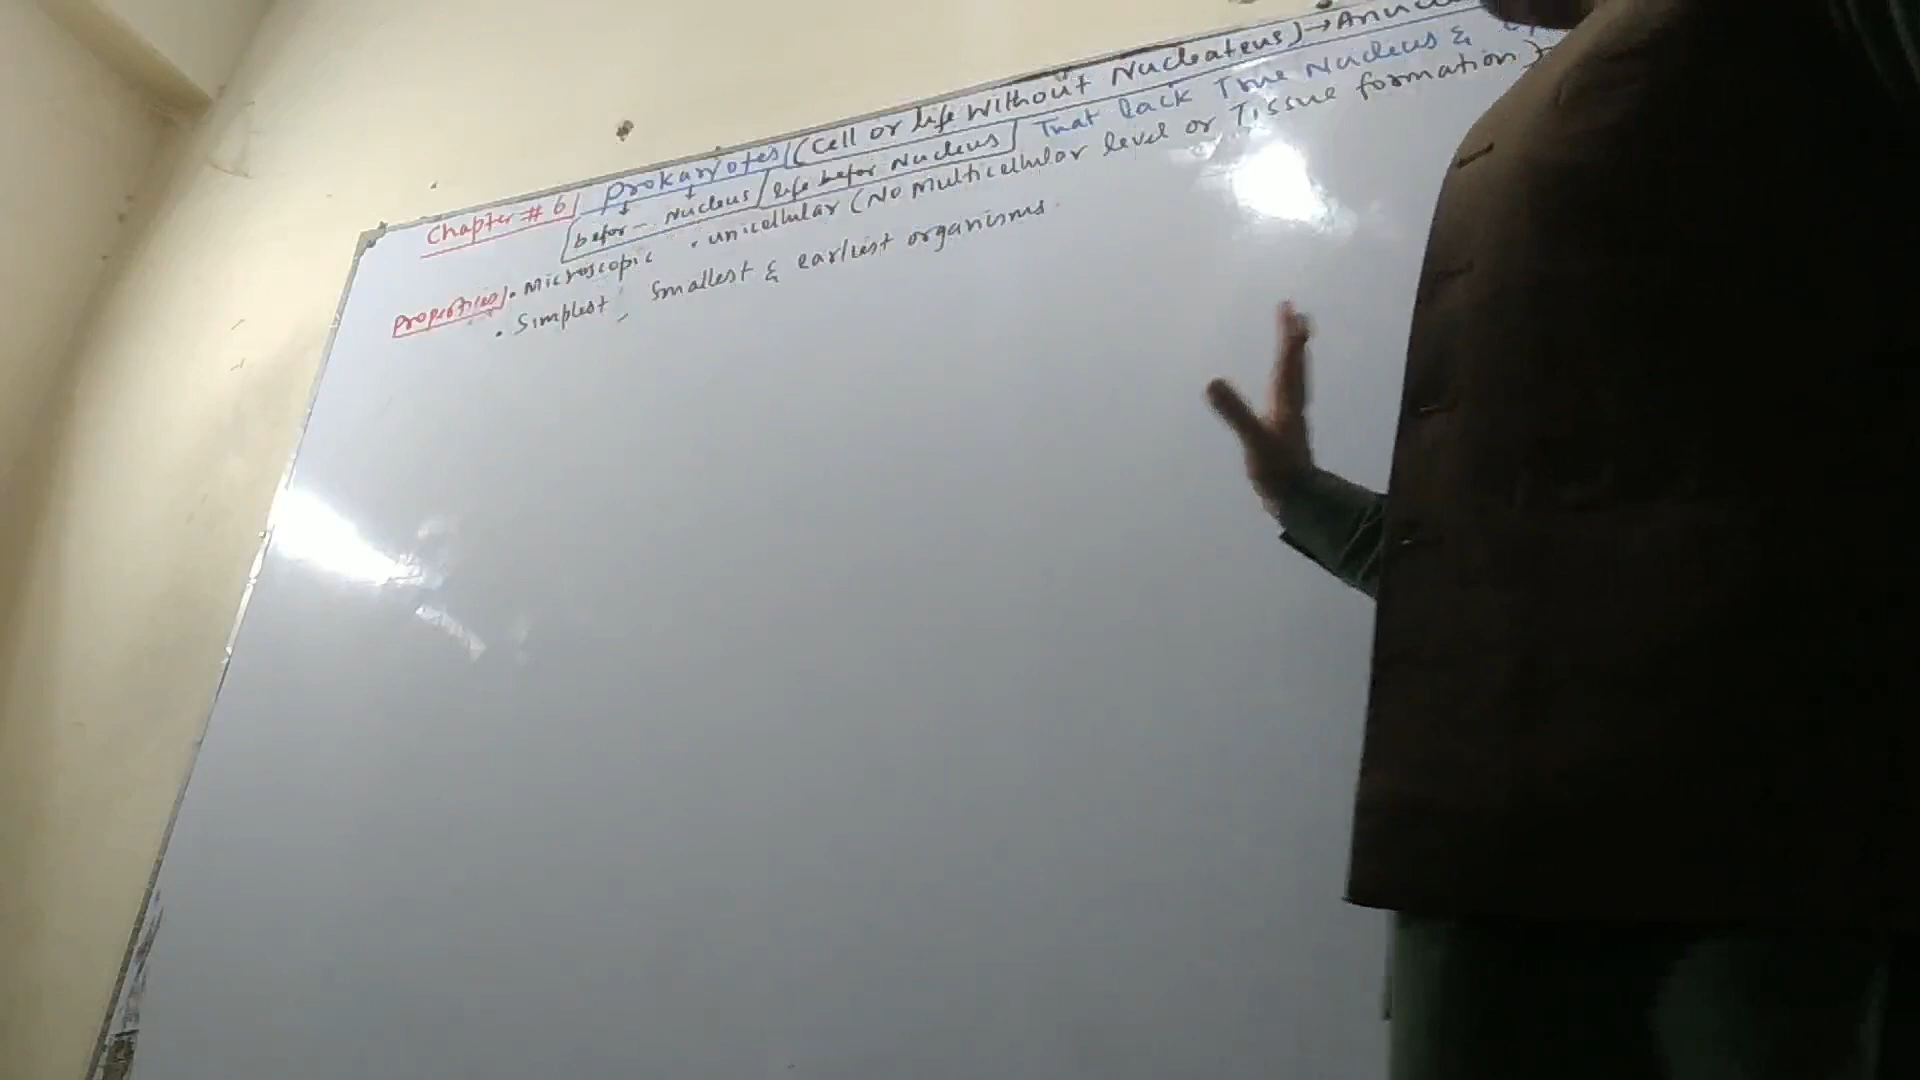 Chapter # 6 Prokaryotes (Cell or life Without Nucleateus) → Anuc
befor Nucleus / life befor Nucleus That lack True Nucleus &
Properties • Microscopic • unicellular (No Multicellular level or Tissue formation)
• Simplest, Smallest & earliest organisms.